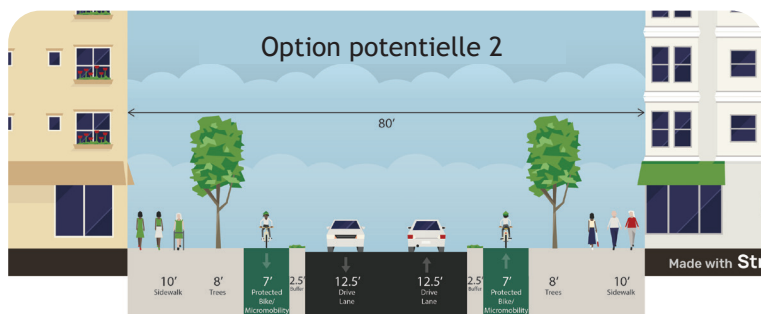 Option potentielle 2
80'
10'
Sidewalk
8'
Trees
7'
Protected
Bike/
Micromobility
2.5'
Buffer
12.5'
Drive
Lane
12.5'
Drive
Lane
2.5'
Buffer
7'
Protected
Bike/
Micromobility
8'
Trees
10'
Sidewalk
Made with Str